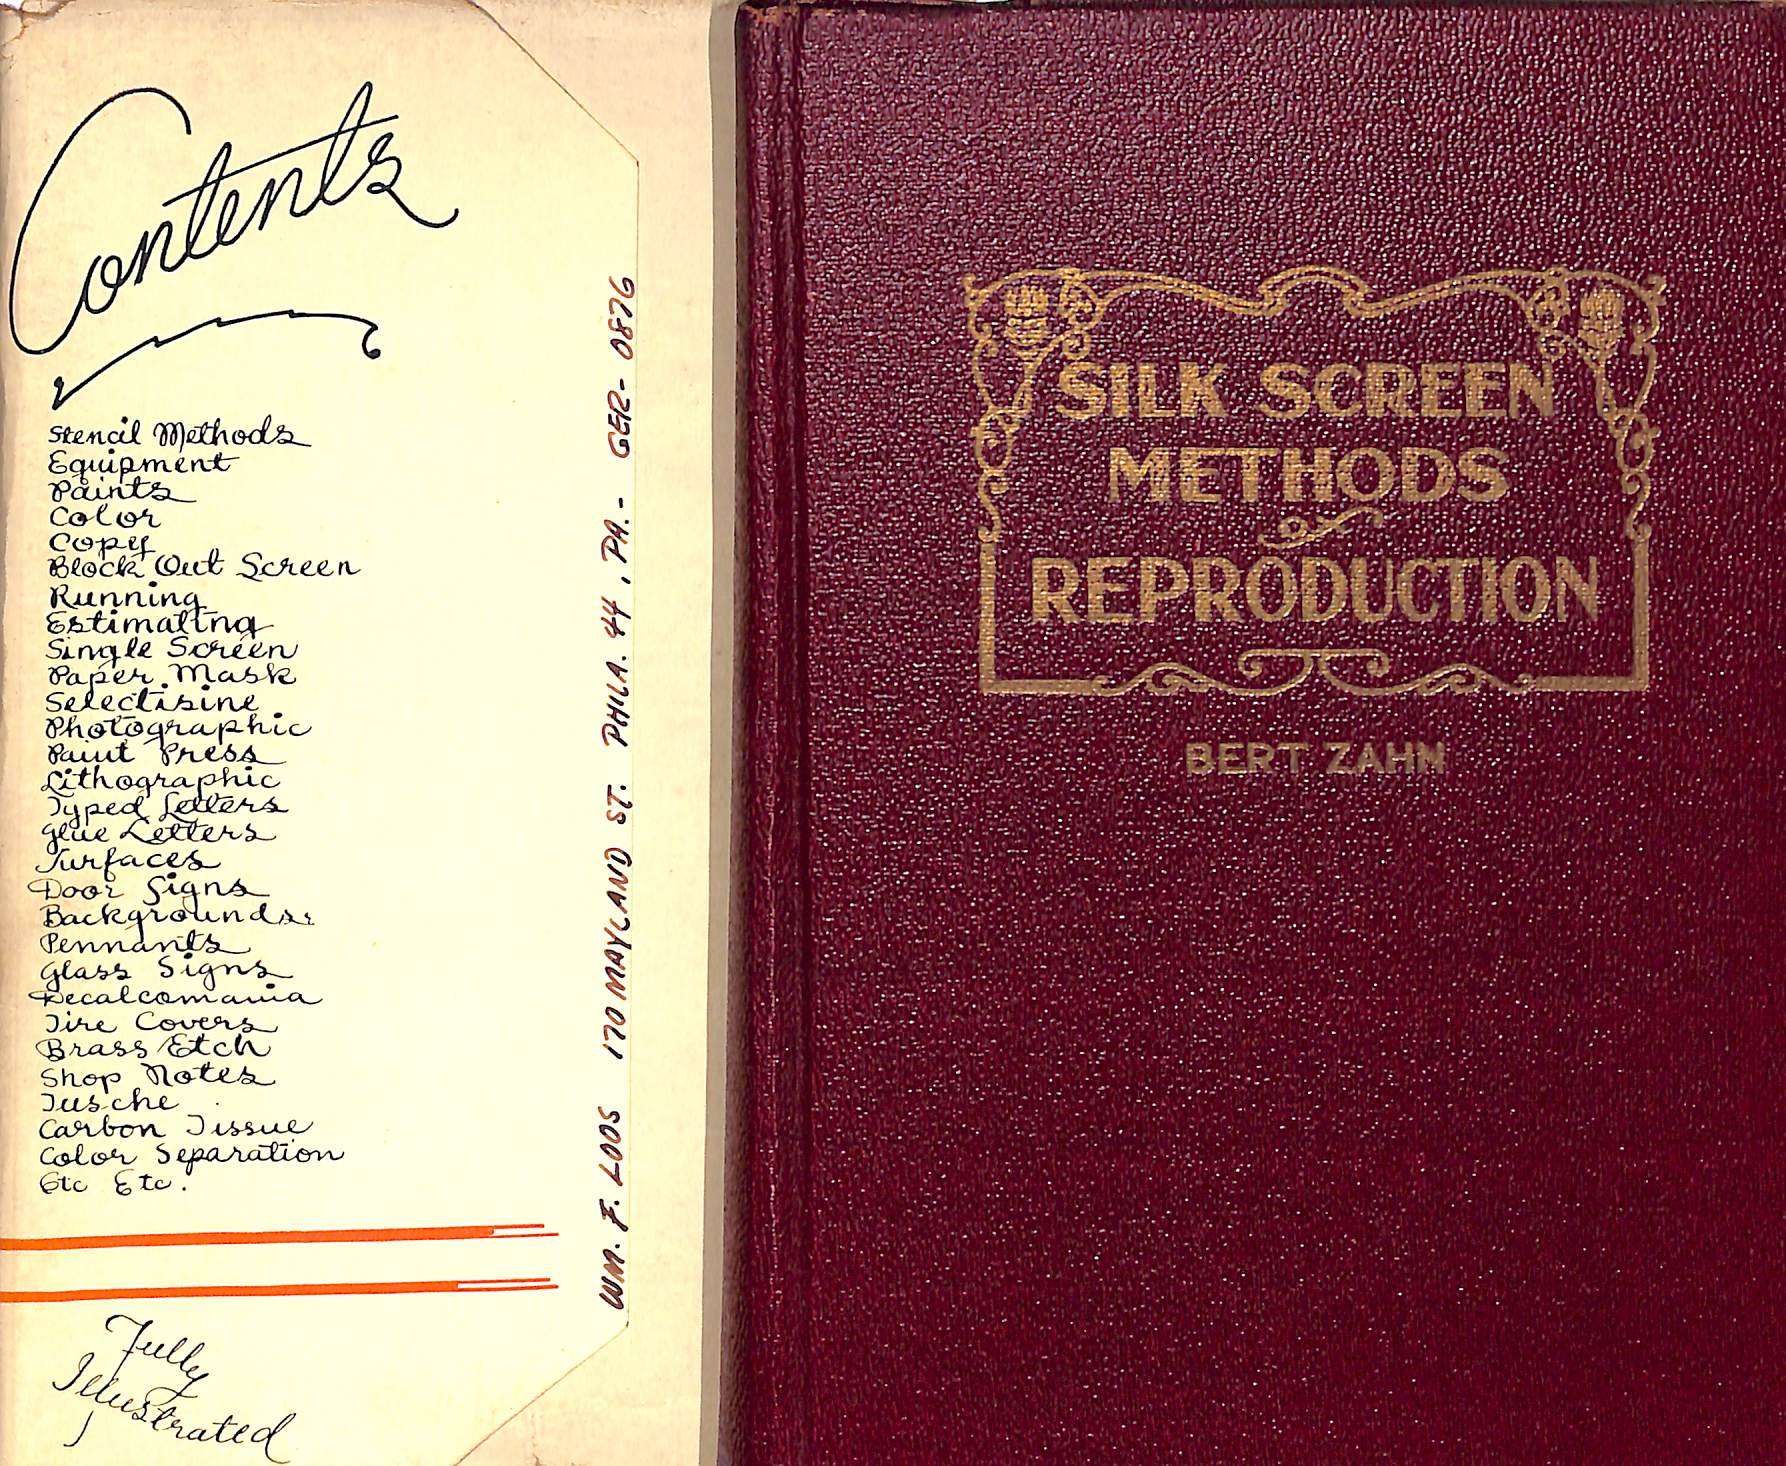 Contents
Stencil Methods
Equipment
Paints
Color
Copy
Block Out Screen
Running
Estimating
Single Screen
Paper Mask
Selectisine
Photographic
Paint Press
Lithographic
Typed Letters
Glue Letters
Surfaces
Door Signs
Backgrounds
Pennants
Glass Signs
Decalcomania
Tire Covers
Brass Etch
Shop Notes
Tusche
Carbon Tissue
Color Separation
Etc Etc.
Fully
Illustrated
WM. F. LOOS 170 MAYLAND ST. PHILA. 44, PA. - GER- 0876
SILK SCREEN
METHODS
REPRODUCTION
BERT ZAHN